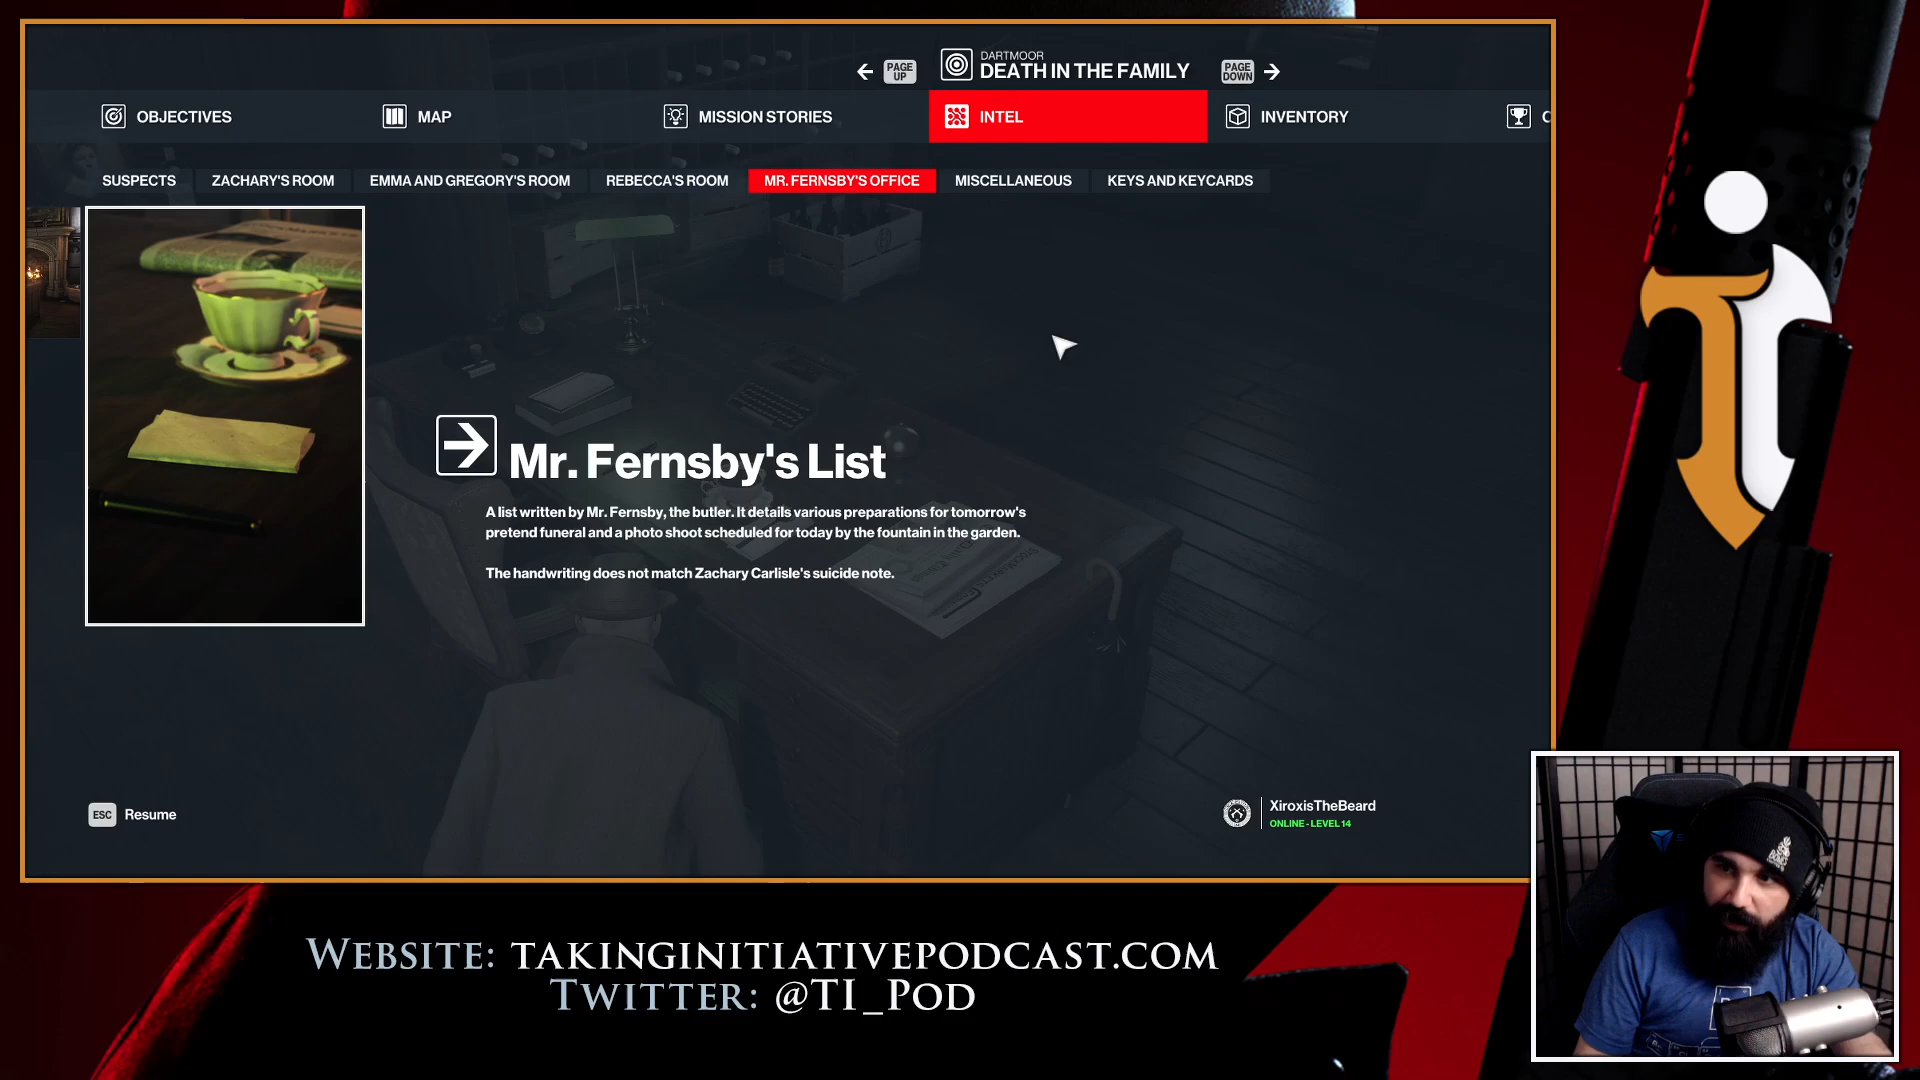 DARTMOOR
PAGE UP
DEATH IN THE FAMILY
PAGE DOWN
OBJECTIVES
MAP
MISSION STORIES
INTEL
INVENTORY
C
SUSPECTS
ZACHARY'S ROOM
EMMA AND GREGORY'S ROOM
REBECCA'S ROOM
MR. FERNSBY'S OFFICE
MISCELLANEOUS
KEYS AND KEYCARDS
Mr. Fernsby's List
A list written by Mr. Fernsby, the butler. It details various preparations for tomorrow's
pretend funeral and a photo shoot scheduled for today by the fountain in the garden.
The handwriting does not match Zachary Carlisle's suicide note.
ESC Resume
XiroxisTheBeard
ONLINE - LEVEL 14
WEBSITE: TAKINGINITIATIVEPODCAST.COM
TWITTER: @TI_POD